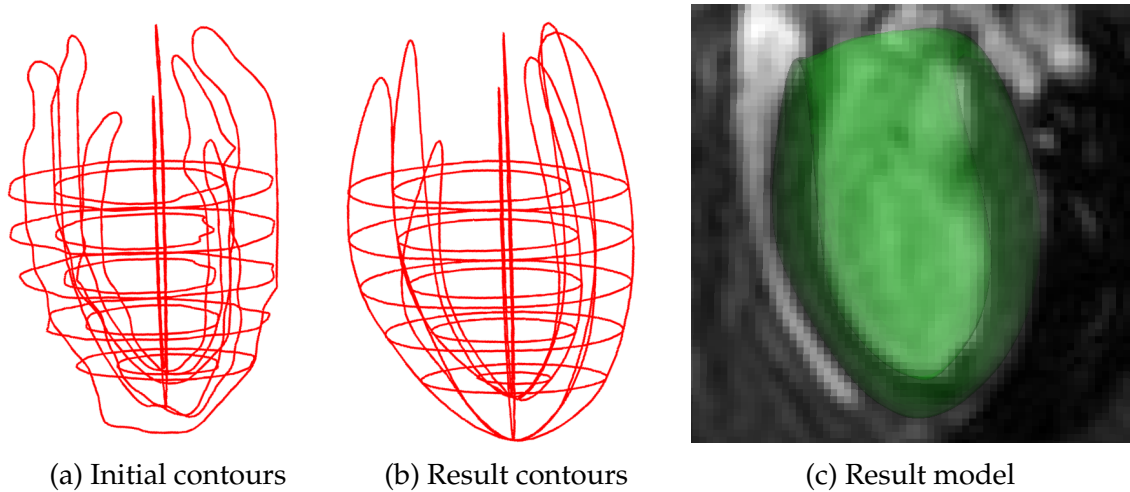 (a) Initial contours
(b) Result contours
(c) Result model